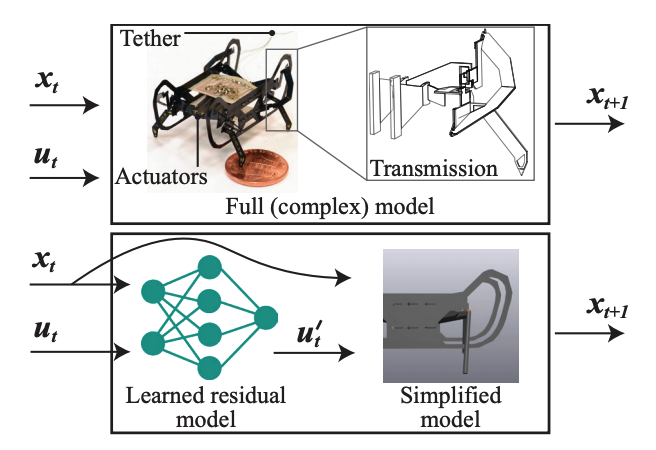 Tether
x_t
x_{t+1}
u_t
Actuators
Transmission
Full (complex) model
x_t
x_{t+1}
u_t
u'_t
Learned residual
model
Simplified
model